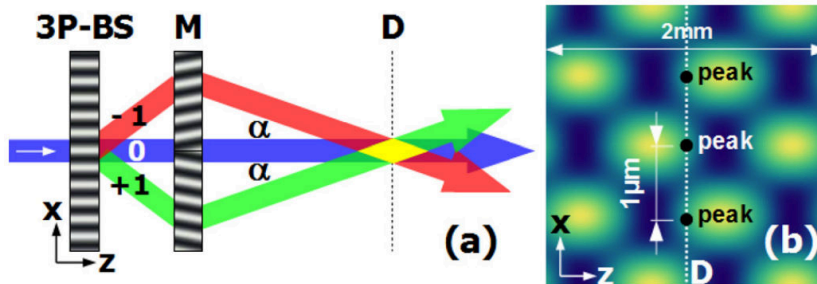 3P-BS M D
- 1
0
+1
α
α
x
z
(a)
2mm
peak
peak
1μm
peak
x
z
D
(b)